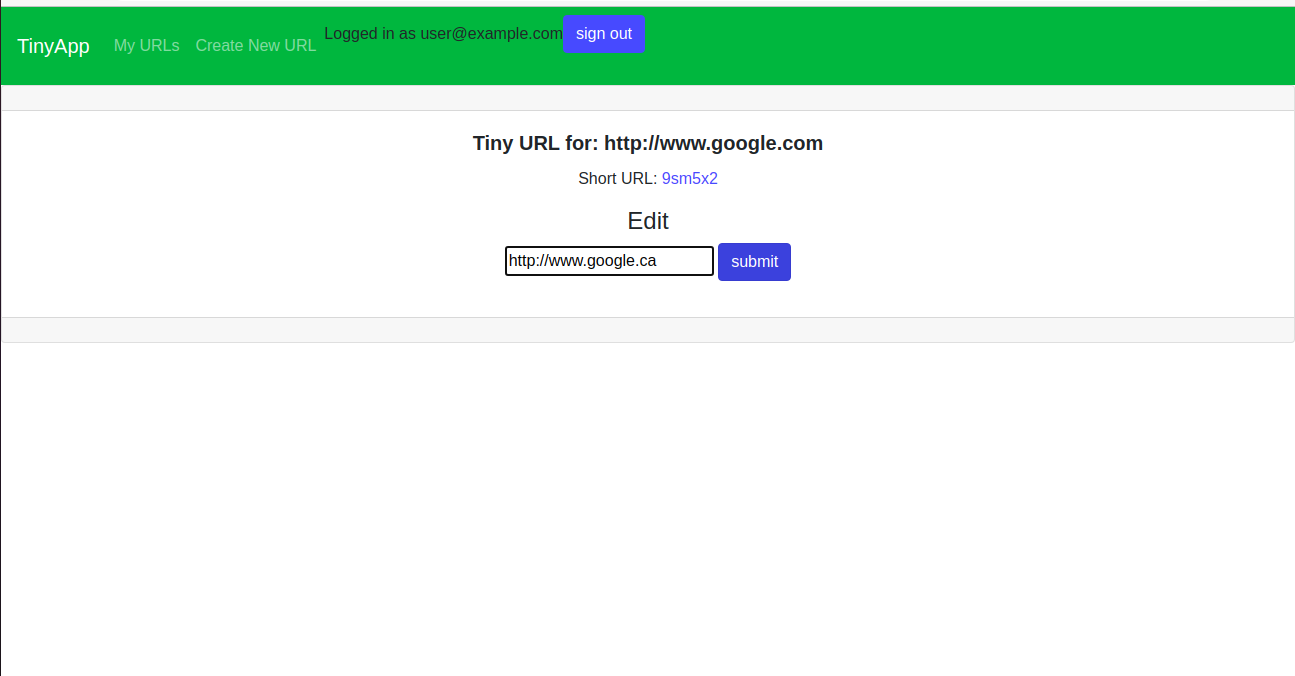 TinyApp My URLs Create New URL Logged in as user@example.com sign out
Tiny URL for: http://www.google.com
Short URL: 9sm5x2
Edit
http://www.google.ca submit